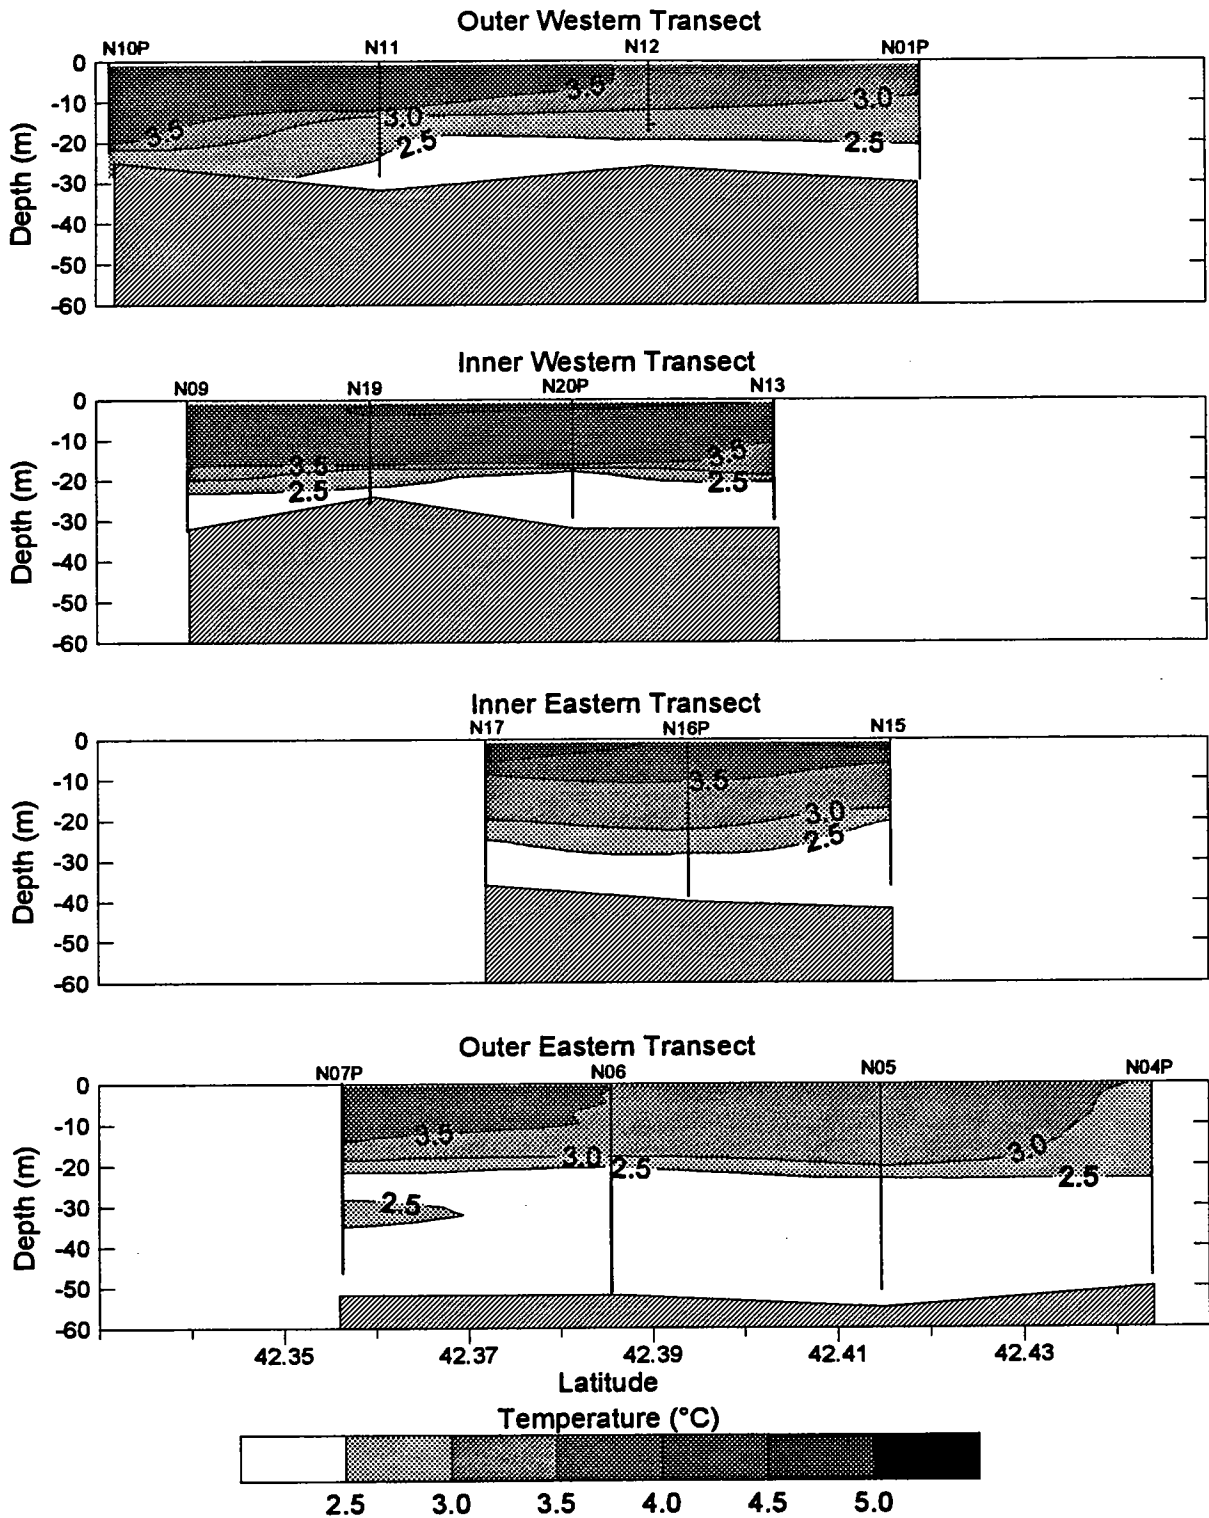 Outer Western Transect
N10P N11 N12 N01P
0
-10
-20
-30
-40
-50
-60
Depth (m)
3.5 3.0 2.5 3.5 3.0 2.5
Inner Western Transect
N09 N19 N20P N13
0
-10
-20
-30
-40
-50
-60
Depth (m)
3.5 2.5 3.5 2.5
Inner Eastern Transect
N17 N16P N15
0
-10
-20
-30
-40
-50
-60
Depth (m)
3.5 3.0 2.5
Outer Eastern Transect
N07P N06 N05 N04P
0
-10
-20
-30
-40
-50
-60
Depth (m)
3.5 3.0 2.5 3.0 2.5
2.5
42.35 42.37 42.39 42.41 42.43
Latitude
Temperature (°C)
2.5 3.0 3.5 4.0 4.5 5.0